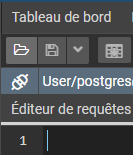 Tableau de bord
User/postgres
Éditeur de requêtes
1